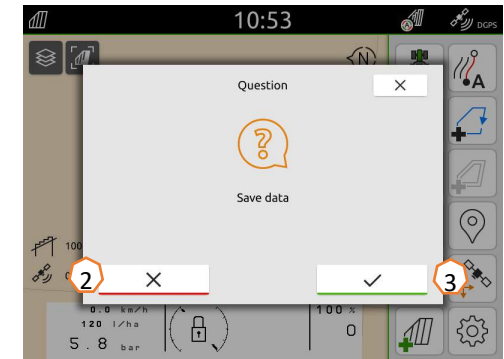 10:53
DGPS
N
A
Question
Save data
100
0
2
3
0.0 km/h
120 l/ha
5.8 bar
100 %
0